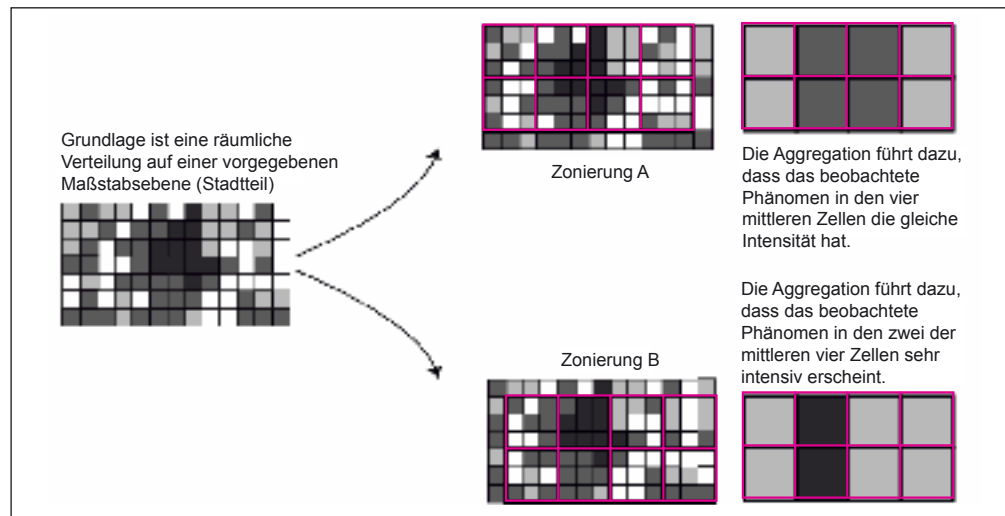 Grundlage ist eine räumliche
Verteilung auf einer vorgegebenen
Maßstabsebene (Stadtteil)
Zonierung A
Die Aggregation führt dazu,
dass das beobachtete
Phänomen in den vier
mittleren Zellen die gleiche
Intensität hat.
Zonierung B
Die Aggregation führt dazu,
dass das beobachtete
Phänomen in den zwei der
mittleren vier Zellen sehr
intensiv erscheint.